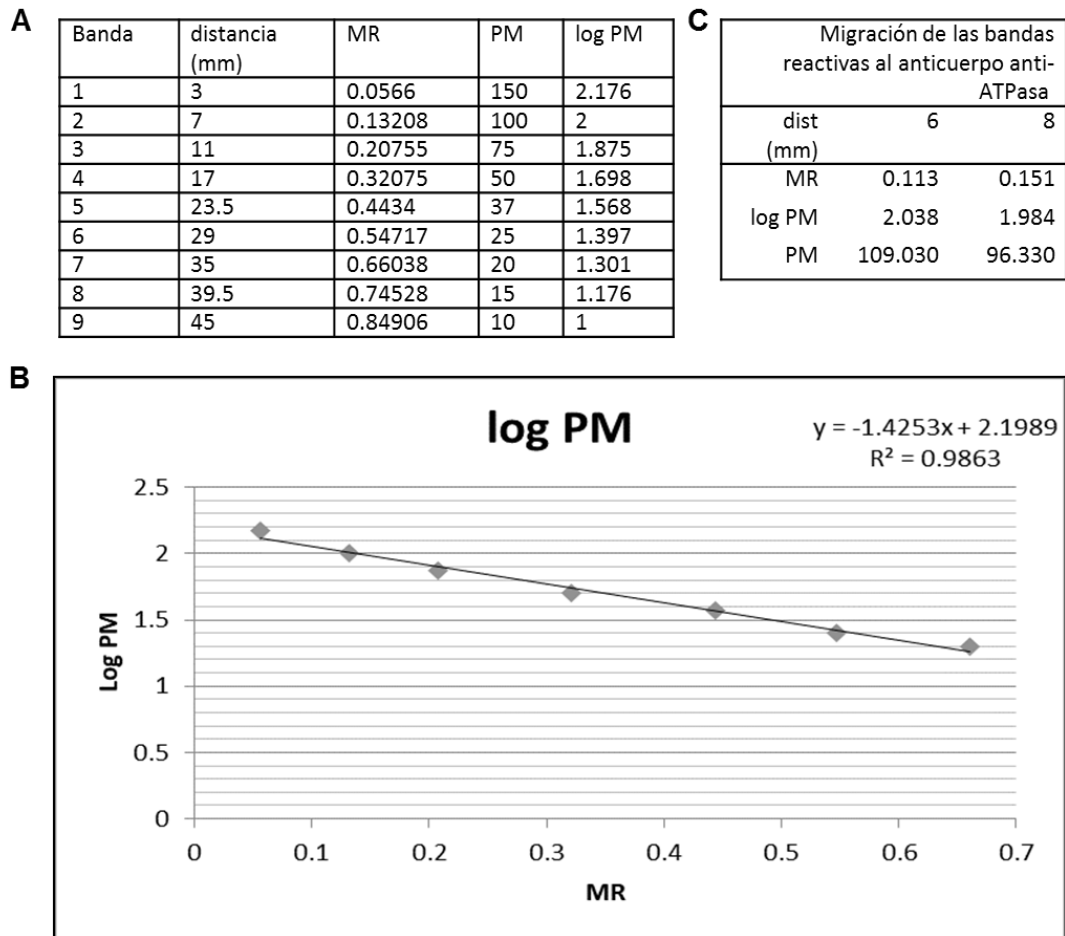 A
Banda distancia (mm) MR PM log PM
1 3 0.0566 150 2.176
2 7 0.13208 100 2
3 11 0.20755 75 1.875
4 17 0.32075 50 1.698
5 23.5 0.4434 37 1.568
6 29 0.54717 25 1.397
7 35 0.66038 20 1.301
8 39.5 0.74528 15 1.176
9 45 0.84906 10 1
C
Migración de las bandas
reactivas al anticuerpo anti-
ATPasa
dist (mm) 6 8
MR 0.113 0.151
log PM 2.038 1.984
PM 109.030 96.330
B
log PM
y = -1.4253x + 2.1989
R² = 0.9863
Log PM
2.5
2
1.5
1
0.5
0
0 0.1 0.2 0.3 0.4 0.5 0.6 0.7
MR